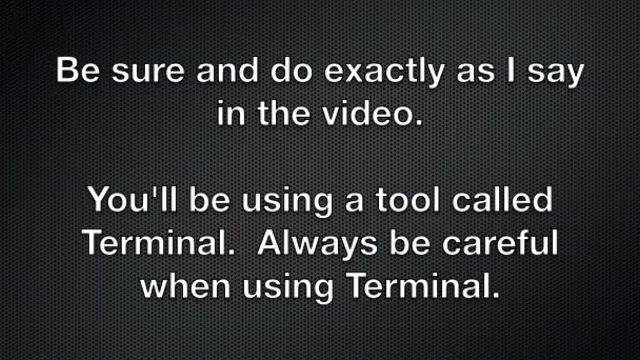 Be sure and do exactly as I say
in the video.
You'll be using a tool called
Terminal.  Always be careful
when using Terminal.